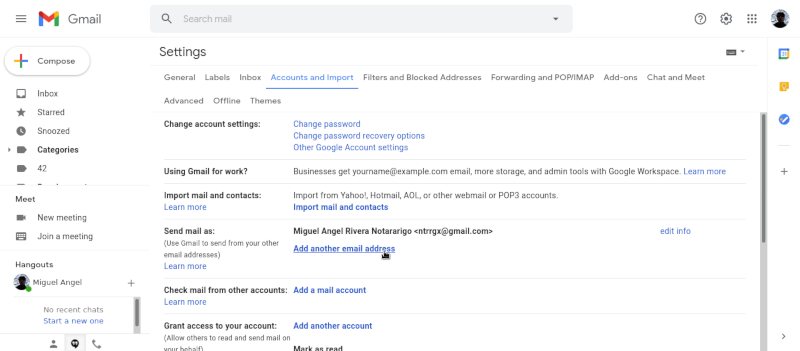 Gmail
Search mail
Compose
Inbox
Starred
Snoozed
Categories
42
Meet
New meeting
Join a meeting
Hangouts
Miguel Angel
No recent chats
Start a new one
Settings
General Labels Inbox Accounts and Import Filters and Blocked Addresses Forwarding and POP/IMAP Add-ons Chat and Meet
Advanced Offline Themes
Change account settings: Change password
Change password recovery options
Other Google Account settings
Using Gmail for work? Businesses get yourname@example.com email, more storage, and admin tools with Google Workspace. Learn more
Import mail and contacts: Import from Yahoo!, Hotmail, AOL, or other webmail or POP3 accounts.
Learn more Import mail and contacts
Send mail as: Miguel Angel Rivera Notararigo <ntrrgx@gmail.com> edit info
(Use Gmail to send from your other
email addresses) Add another email address
Learn more
Check mail from other accounts: Add a mail account
Learn more
Grant access to your account: Add another account
(Allow others to read and send mail on
your behalf) Mark as read